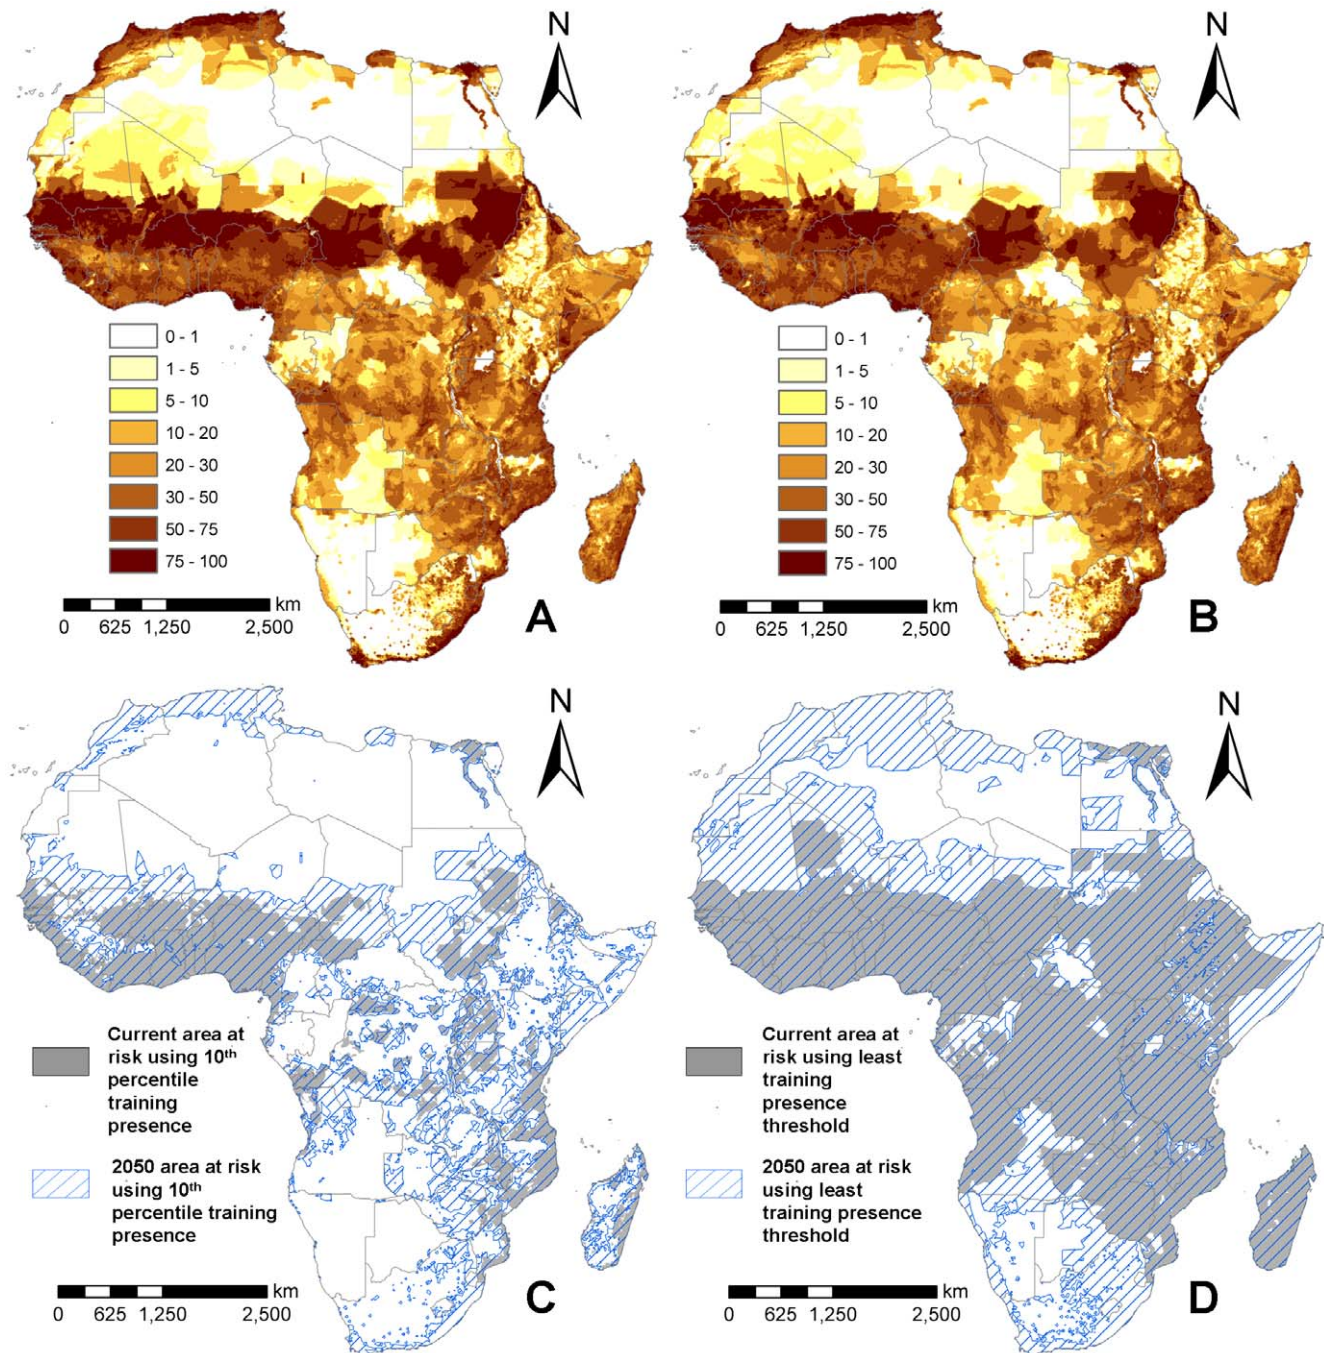 N
0 - 1
1 - 5
5 - 10
10 - 20
20 - 30
30 - 50
50 - 75
75 - 100
km
0 625 1,250 2,500
A
N
0 - 1
1 - 5
5 - 10
10 - 20
20 - 30
30 - 50
50 - 75
75 - 100
km
0 625 1,250 2,500
B
N
Current area at
risk using 10th
percentile
training
presence
2050 area at risk
using 10th
percentile training
presence
km
0 625 1,250 2,500
C
N
Current area at
risk using least
training
presence
threshold
2050 area at risk
using least
training presence
threshold
km
0 625 1,250 2,500
D